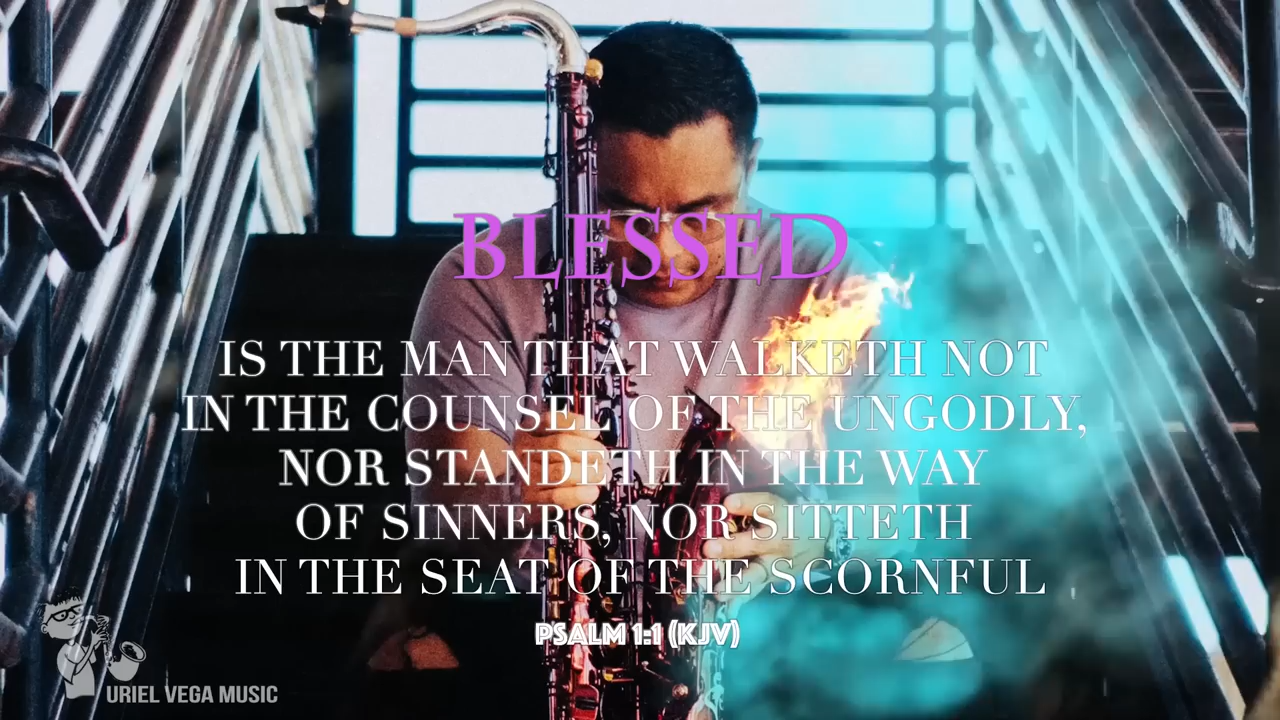 BLESSED
IS THE MAN THAT WALKETH NOT
IN THE COUNSEL OF THE UNGODLY,
NOR STANDETH IN THE WAY
OF SINNERS, NOR SITTETH
IN THE SEAT OF THE SCORNFUL
PSALM 1:1 (KJV)
URIEL VEGA MUSIC